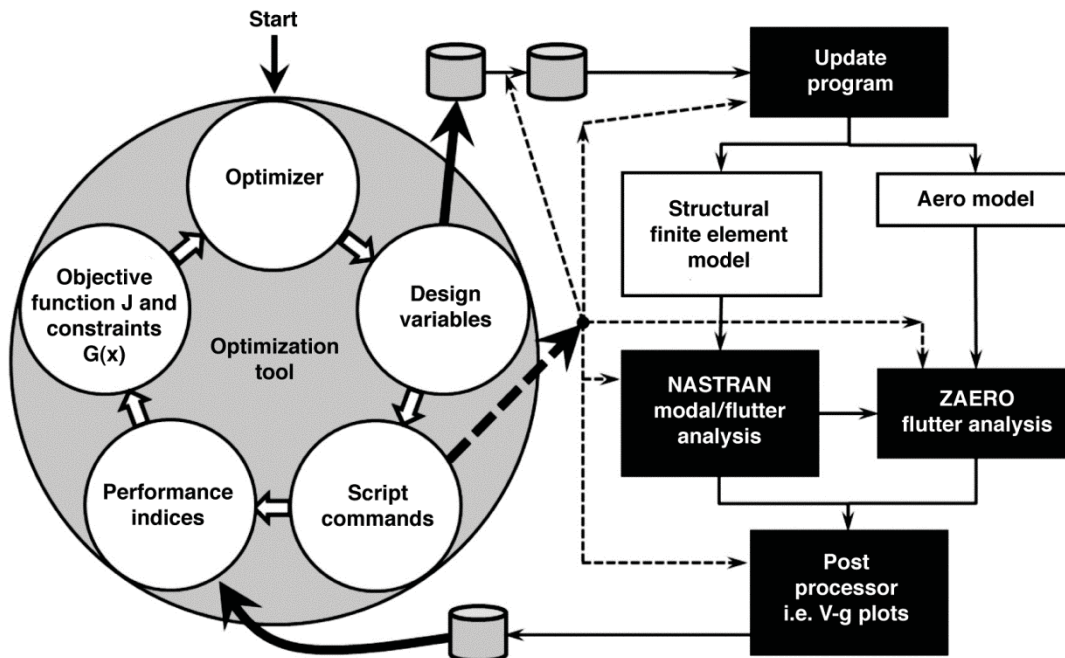 Start
Optimizer
Design
variables
Script
commands
Performance
indices
Objective
function J and
constraints
G(x)
Optimization
tool
Update
program
Structural
finite element
model
Aero model
NASTRAN
modal/flutter
analysis
ZAERO
flutter analysis
Post
processor
i.e. V-g plots